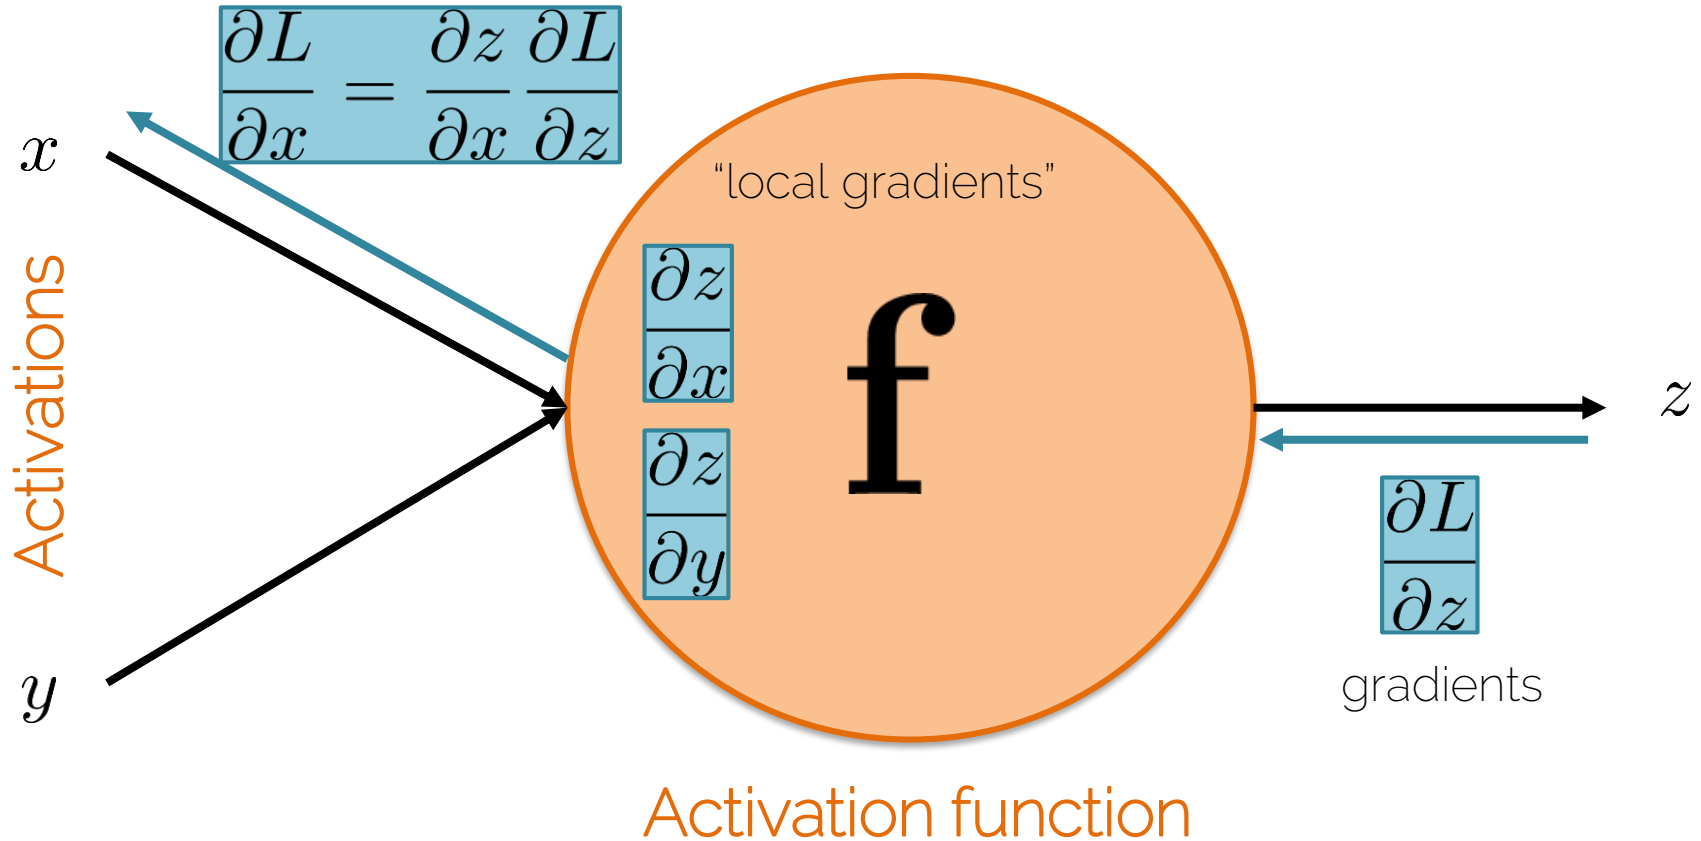 ∂L/∂x = ∂z/∂x ∂L/∂z
x
"local gradients"
Activations
∂z/∂x
f
z
∂z/∂y
∂L/∂z
y
gradients
Activation function